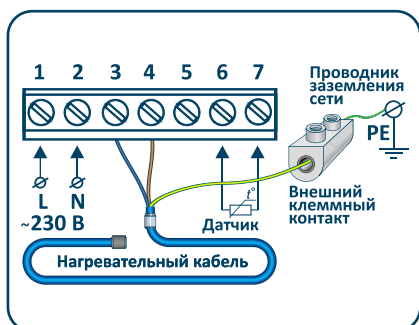 1 2 3 4 5 6 7
Проводник
заземления
сети
PE
L N
~230 В
t°
Датчик
Внешний
клеммный
контакт
Нагревательный кабель